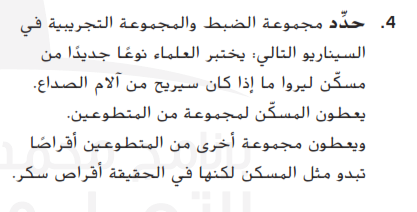 4. حدِّد مجموعة الضبط والمجموعة التجريبية في
السيناريو التالي: يختبر العلماء نوعًا جديدًا من
مسكّن ليروا ما إذا كان سيريح من آلام الصداع.
يعطون المسكّن لمجموعة من المتطوعين.
ويعطون مجموعة أخرى من المتطوعين أقراصًا
تبدو مثل المسكن لكنها في الحقيقة أقراص سكر.